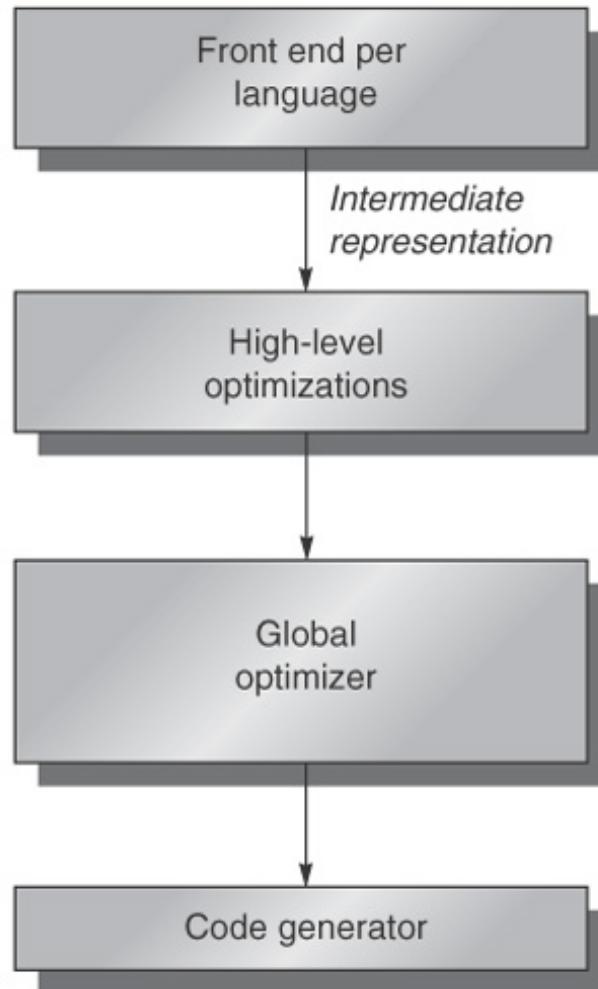 Front end per
language
Intermediate
representation
High-level
optimizations
Global
optimizer
Code generator